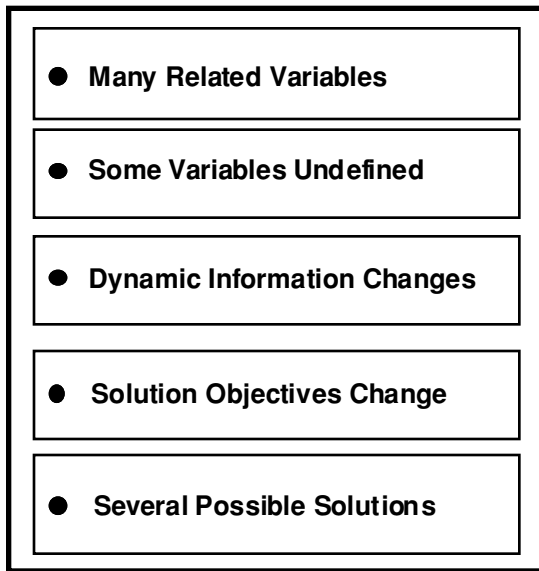 ● Many Related Variables
● Some Variables Undefined
● Dynamic Information Changes
● Solution Objectives Change
● Several Possible Solutions